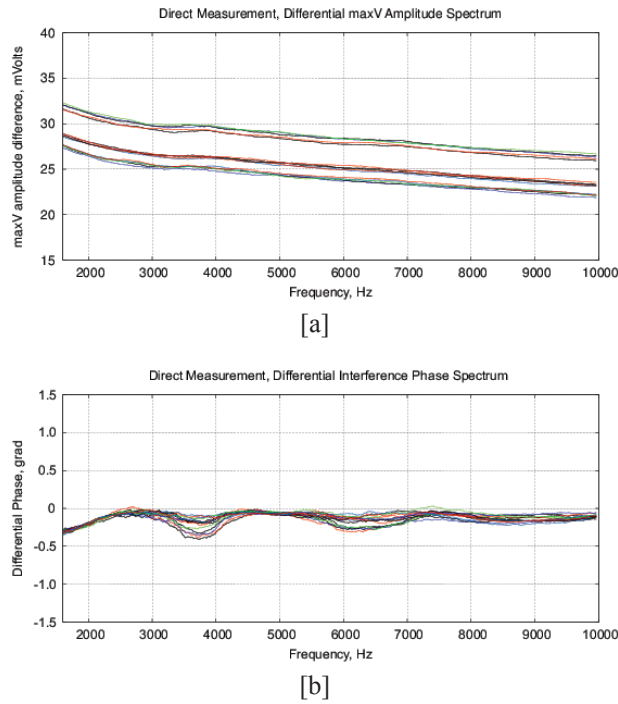 Direct Measurement, Differential maxV Amplitude Spectrum
maxV amplitude difference, mVolts
40
35
30
25
20
15
2000 3000 4000 5000 6000 7000 8000 9000 10000
Frequency, Hz
[a]
Direct Measurement, Differential Interference Phase Spectrum
Differential Phase, grad
1.5
1.0
0.5
0
-0.5
-1.0
-1.5
2000 3000 4000 5000 6000 7000 8000 9000 10000
Frequency, Hz
[b]